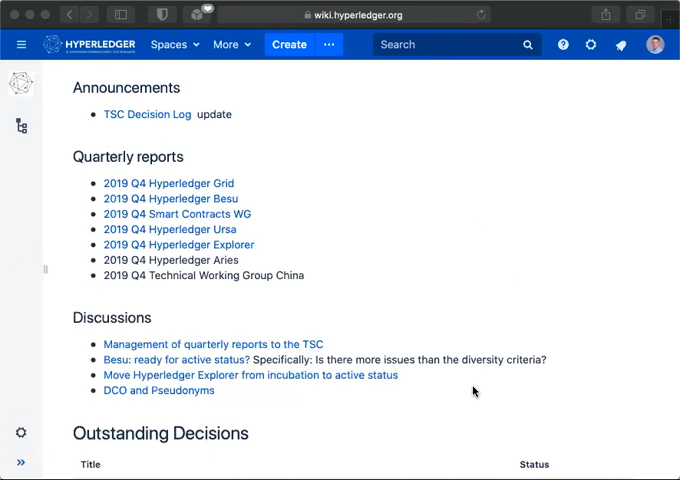 wiki.hyperledger.org
HYPERLEDGER
Spaces
More
Create
Search
Announcements
TSC Decision Log update
Quarterly reports
2019 Q4 Hyperledger Grid
2019 Q4 Hyperledger Besu
2019 Q4 Smart Contracts WG
2019 Q4 Hyperledger Ursa
2019 Q4 Hyperledger Explorer
2019 Q4 Hyperledger Aries
2019 Q4 Technical Working Group China
Discussions
Management of quarterly reports to the TSC
Besu: ready for active status? Specifically: Is there more issues than the diversity criteria?
Move Hyperledger Explorer from incubation to active status
DCO and Pseudonyms
Outstanding Decisions
Title
Status